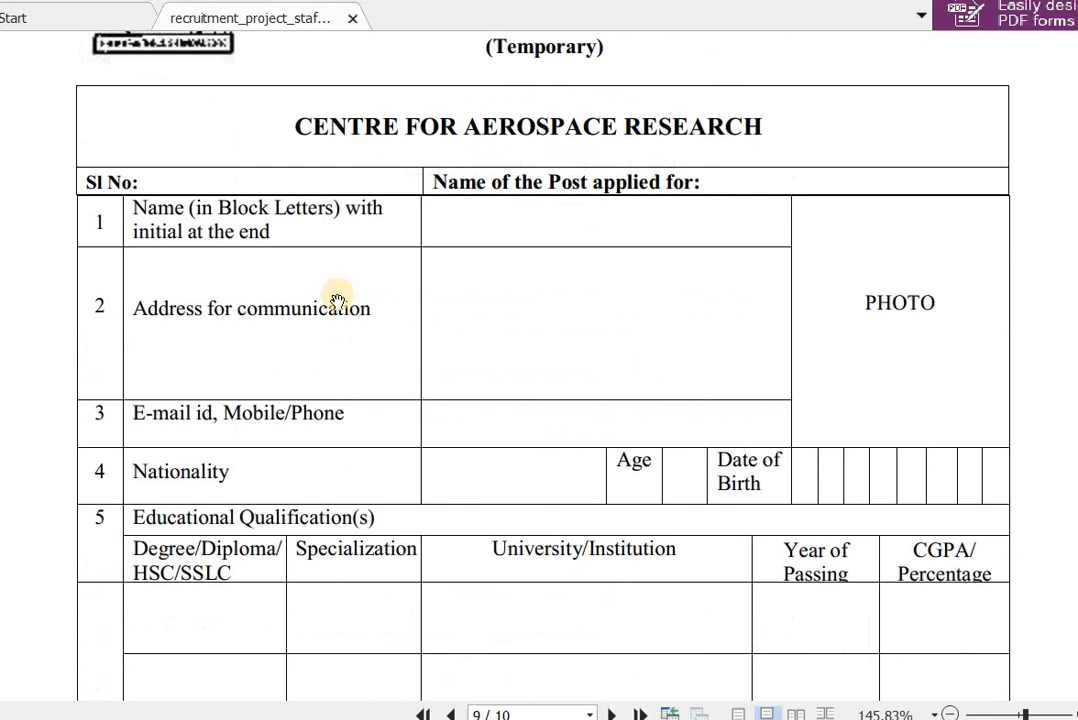 Start
recruitment_project_staf...
Easily desi
PDF forms
PDF
(Temporary)
CENTRE FOR AEROSPACE RESEARCH
Sl No:
Name of the Post applied for:
1
Name (in Block Letters) with
initial at the end
2
Address for communication
PHOTO
3
E-mail id, Mobile/Phone
4
Nationality
Age
Date of
Birth
5
Educational Qualification(s)
Degree/Diploma/
HSC/SSLC
Specialization
University/Institution
Year of
Passing
CGPA/
Percentage
9 / 10
145.83%